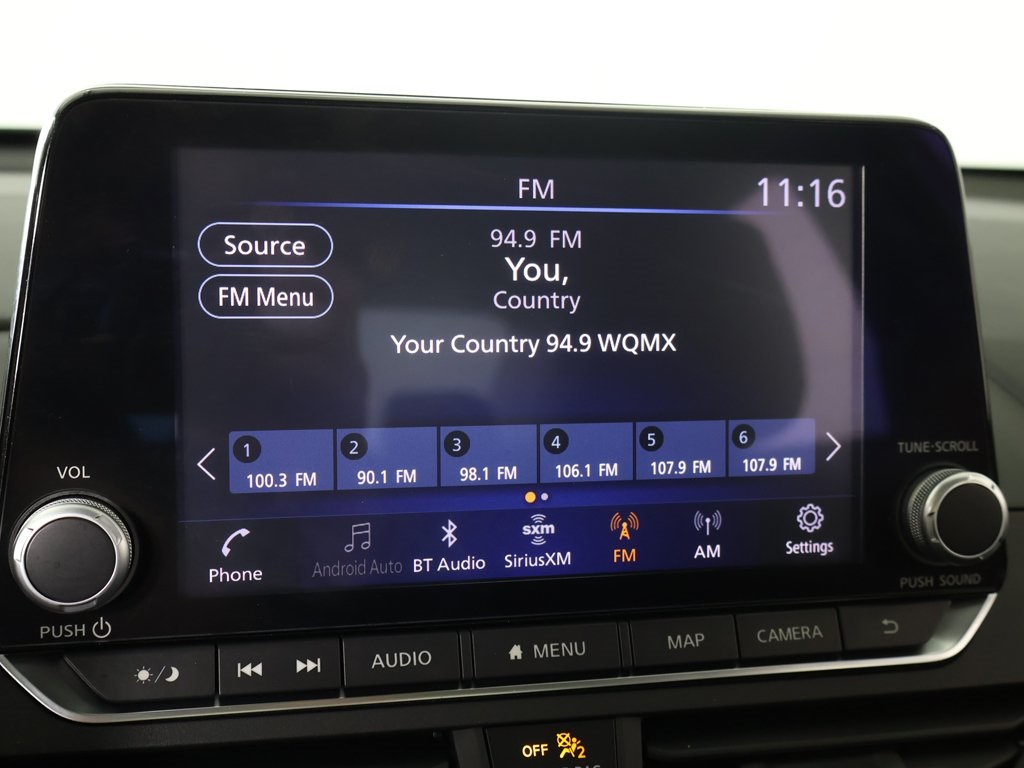 FM
11:16
Source
FM Menu
94.9 FM
You,
Country
Your Country 94.9 WQMX
1
100.3 FM
2
90.1 FM
3
98.1 FM
4
106.1 FM
5
107.9 FM
6
107.9 FM
Phone
Android Auto
BT Audio
sxm
SiriusXM
FM
AM
Settings
VOL
PUSH
TUNE·SCROLL
PUSH SOUND
AUDIO
MENU
MAP
CAMERA
OFF
2